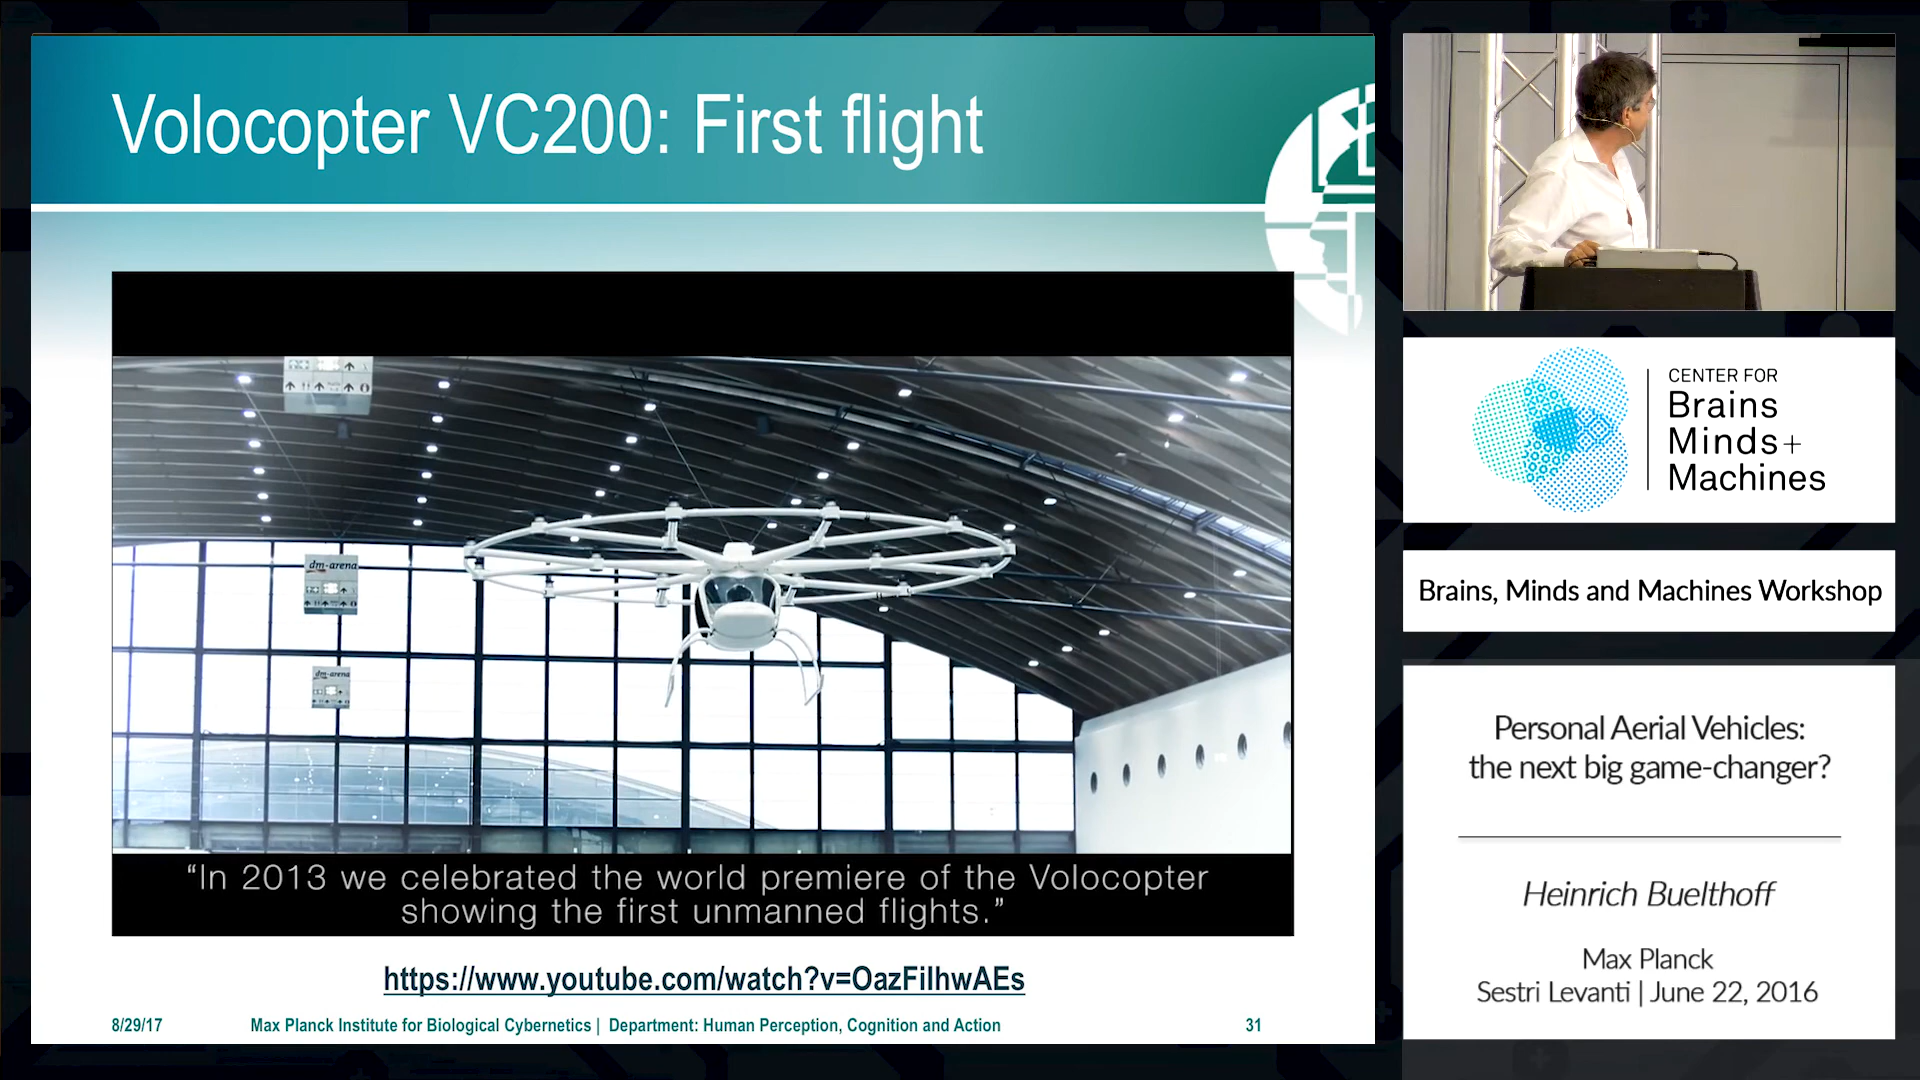 Volocopter VC200: First flight
dm-arena
dm-arena
“In 2013 we celebrated the world premiere of the Volocopter
showing the first unmanned flights.”
https://www.youtube.com/watch?v=OazFilhwAEs
8/29/17
Max Planck Institute for Biological Cybernetics | Department: Human Perception, Cognition and Action
31
CENTER FOR
Brains
Minds+
Machines
Brains, Minds and Machines Workshop
Personal Aerial Vehicles:
the next big game-changer?
Heinrich Buelthoff
Max Planck
Sestri Levanti | June 22, 2016